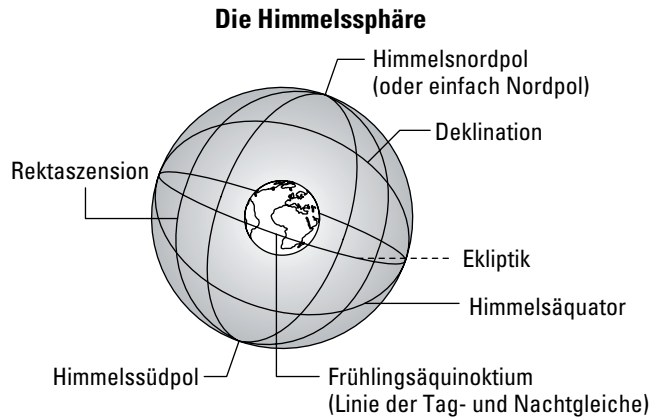 Die Himmelssphäre
Himmelsnordpol
(oder einfach Nordpol)
Deklination
Rektaszension
Ekliptik
Himmelsäquator
Himmelssüdpol
Frühlingsäquinoktium
(Linie der Tag- und Nachtgleiche)